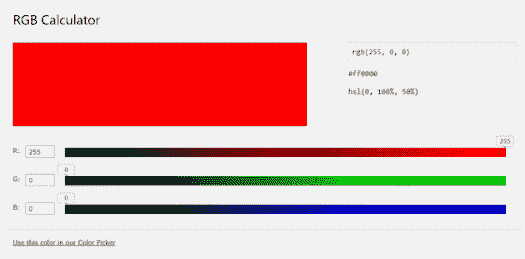 RGB Calculator
rgb(255, 0, 0)
#ff0000
hsl(0, 100%, 50%)
255
R: 255
0
G: 0
0
B: 0
Use this color in our Color Picker